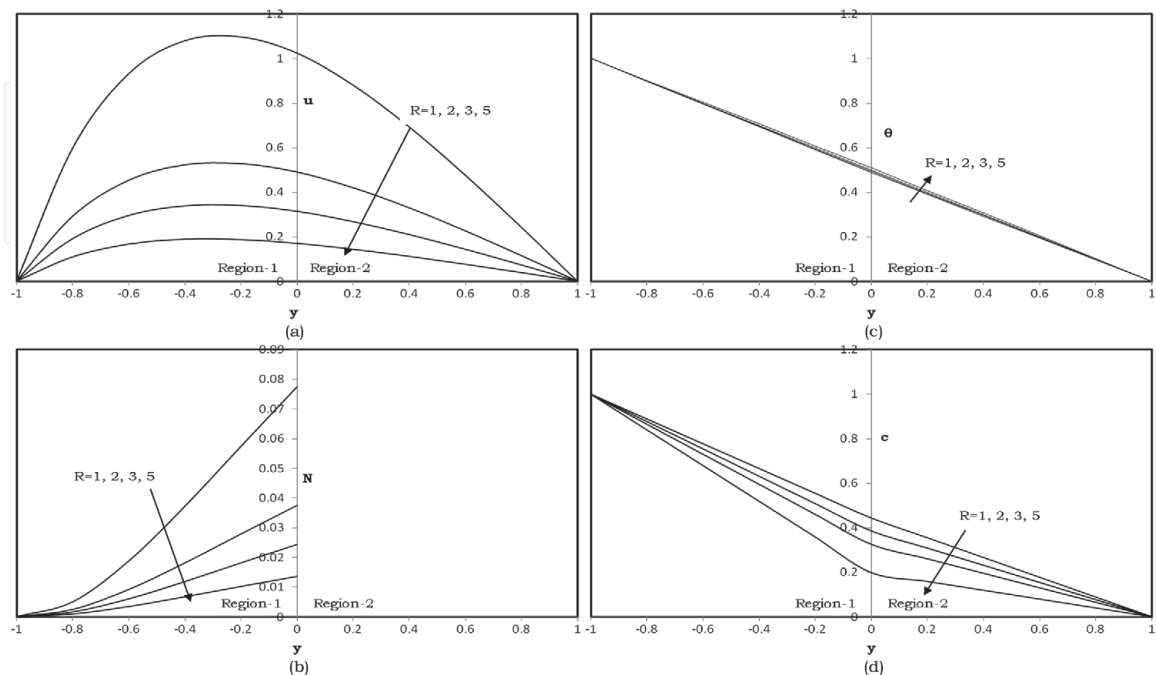 1.2
1
u
0.8
R=1, 2, 3, 5
0.6
0.4
0.2
Region-1
Region-2
0
-1 -0.8 -0.6 -0.4 -0.2 0 0.2 0.4 0.6 0.8 1
y
(a)
1.2
1
0.8
θ
R=1, 2, 3, 5
0.6
0.4
0.2
Region-1
Region-2
0
-1 -0.8 -0.6 -0.4 -0.2 0 0.2 0.4 0.6 0.8 1
y
(c)
0.09
0.08
0.07
0.06
R=1, 2, 3, 5
N
0.05
0.04
0.03
0.02
0.01
Region-1
Region-2
0
-1 -0.8 -0.6 -0.4 -0.2 0 0.2 0.4 0.6 0.8 1
y
(b)
1.2
1
0.8
c
0.6
R=1, 2, 3, 5
0.4
0.2
Region-1
Region-2
0
-1 -0.8 -0.6 -0.4 -0.2 0 0.2 0.4 0.6 0.8 1
y
(d)